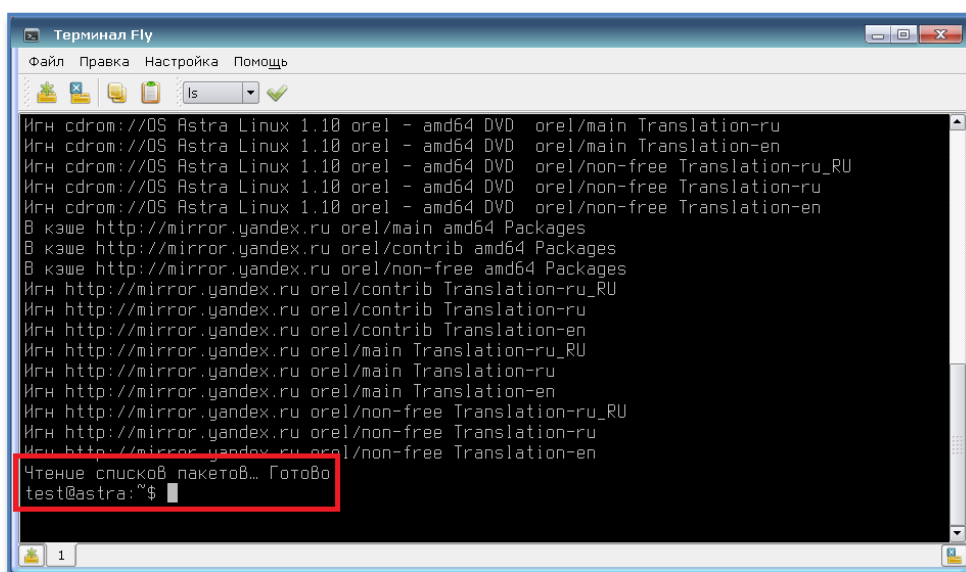 Терминал Fly
Файл Правка Настройка Помощь
ls
Игн cdrom://OS Astra Linux 1.10 orel - amd64 DVD orel/main Translation-ru
Игн cdrom://OS Astra Linux 1.10 orel - amd64 DVD orel/main Translation-en
Игн cdrom://OS Astra Linux 1.10 orel - amd64 DVD orel/non-free Translation-ru_RU
Игн cdrom://OS Astra Linux 1.10 orel - amd64 DVD orel/non-free Translation-ru
Игн cdrom://OS Astra Linux 1.10 orel - amd64 DVD orel/non-free Translation-en
В кэше http://mirror.yandex.ru orel/main amd64 Packages
В кэше http://mirror.yandex.ru orel/contrib amd64 Packages
В кэше http://mirror.yandex.ru orel/non-free amd64 Packages
Игн http://mirror.yandex.ru orel/contrib Translation-ru_RU
Игн http://mirror.yandex.ru orel/contrib Translation-ru
Игн http://mirror.yandex.ru orel/contrib Translation-en
Игн http://mirror.yandex.ru orel/main Translation-ru_RU
Игн http://mirror.yandex.ru orel/main Translation-ru
Игн http://mirror.yandex.ru orel/main Translation-en
Игн http://mirror.yandex.ru orel/non-free Translation-ru_RU
Игн http://mirror.yandex.ru orel/non-free Translation-ru
Игн http://mirror.yandex.ru orel/non-free Translation-en
Чтение списков пакетов… Готово
test@astra:~$
1